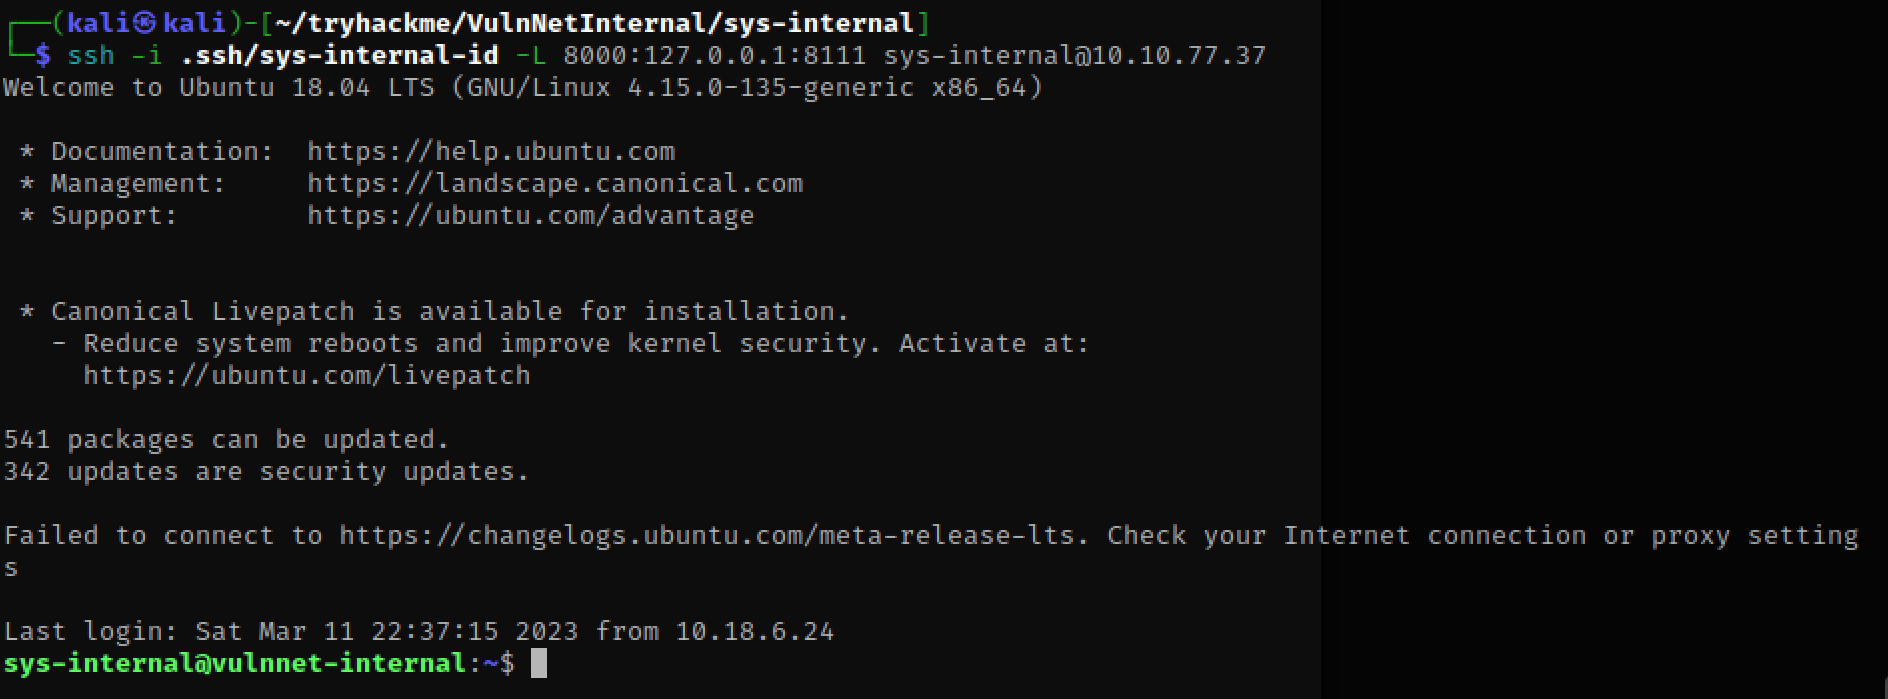 ┌──(kali㉿kali)-[~/tryhackme/VulnNetInternal/sys-internal]
└─$ ssh -i .ssh/sys-internal-id -L 8000:127.0.0.1:8111 sys-internal@10.10.77.37
Welcome to Ubuntu 18.04 LTS (GNU/Linux 4.15.0-135-generic x86_64)
* Documentation:  https://help.ubuntu.com
* Management:     https://landscape.canonical.com
* Support:        https://ubuntu.com/advantage
* Canonical Livepatch is available for installation.
- Reduce system reboots and improve kernel security. Activate at:
https://ubuntu.com/livepatch
541 packages can be updated.
342 updates are security updates.
Failed to connect to https://changelogs.ubuntu.com/meta-release-lts. Check your Internet connection or proxy setting
s
Last login: Sat Mar 11 22:37:15 2023 from 10.18.6.24
sys-internal@vulnnet-internal:~$